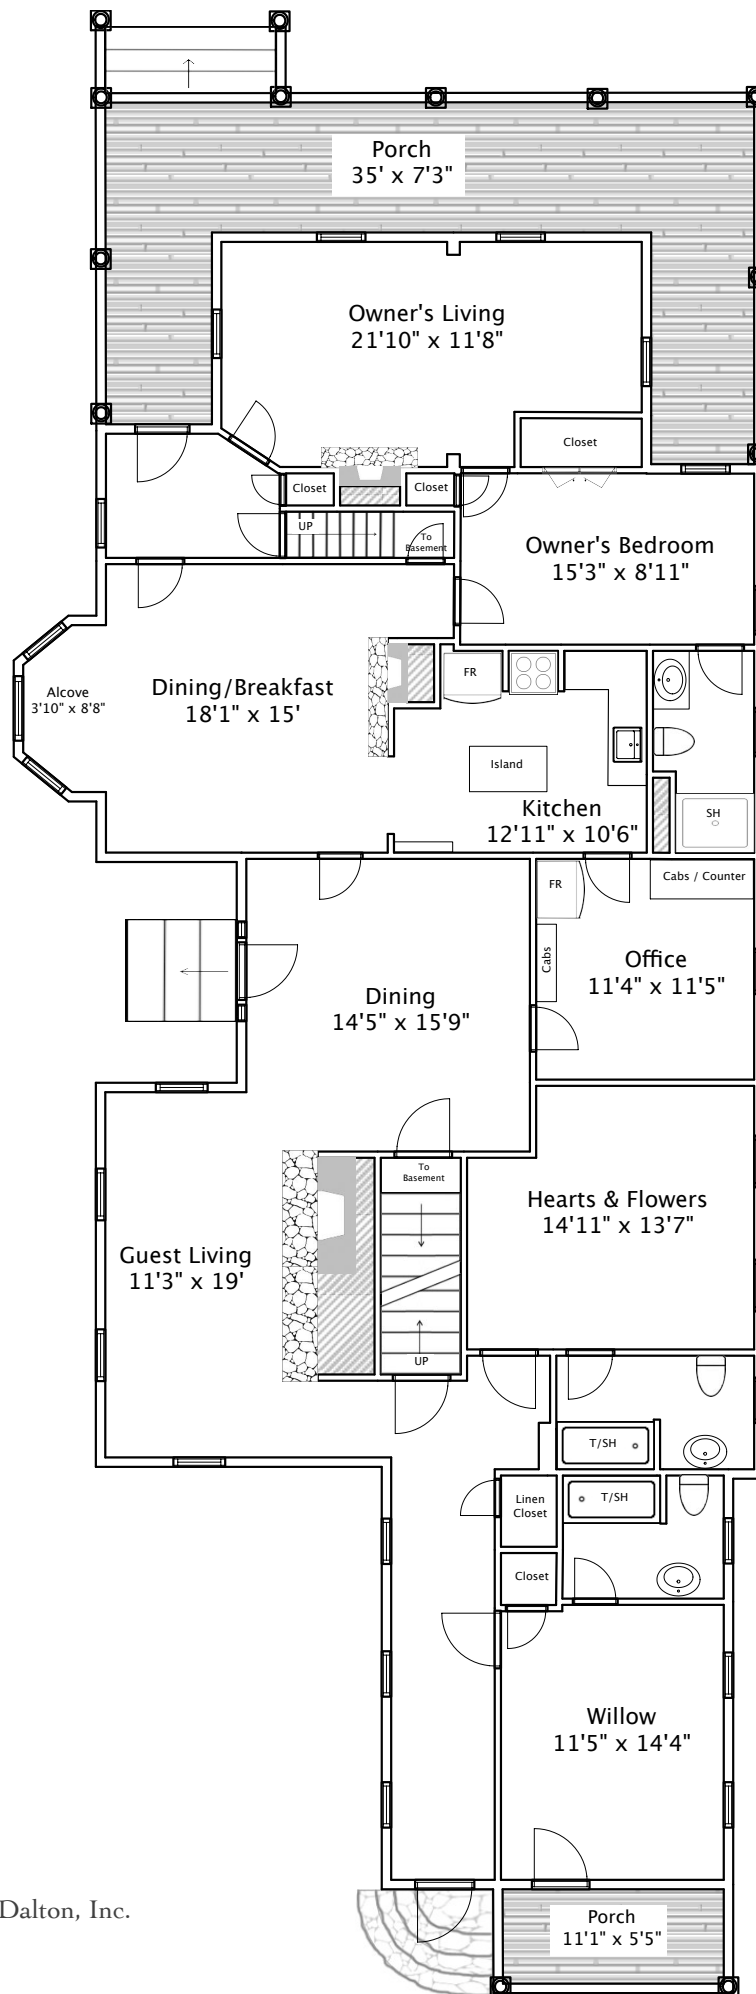 Porch
35' x 7'3"
Owner's Living
21'10" x 11'8"
Closet
Closet
Closet
UP
To
Basement
Owner's Bedroom
15'3" x 8'11"
Alcove
3'10" x 8'8"
Dining/Breakfast
18'1" x 15'
FR
Island
Kitchen
12'11" x 10'6"
SH
FR
Cabs / Counter
Cabs
Office
11'4" x 11'5"
Dining
14'5" x 15'9"
To
Basement
Hearts & Flowers
14'11" x 13'7"
Guest Living
11'3" x 19'
UP
T/SH
T/SH
Linen
Closet
Closet
Willow
11'5" x 14'4"
Dalton, Inc.
Porch
11'1" x 5'5"